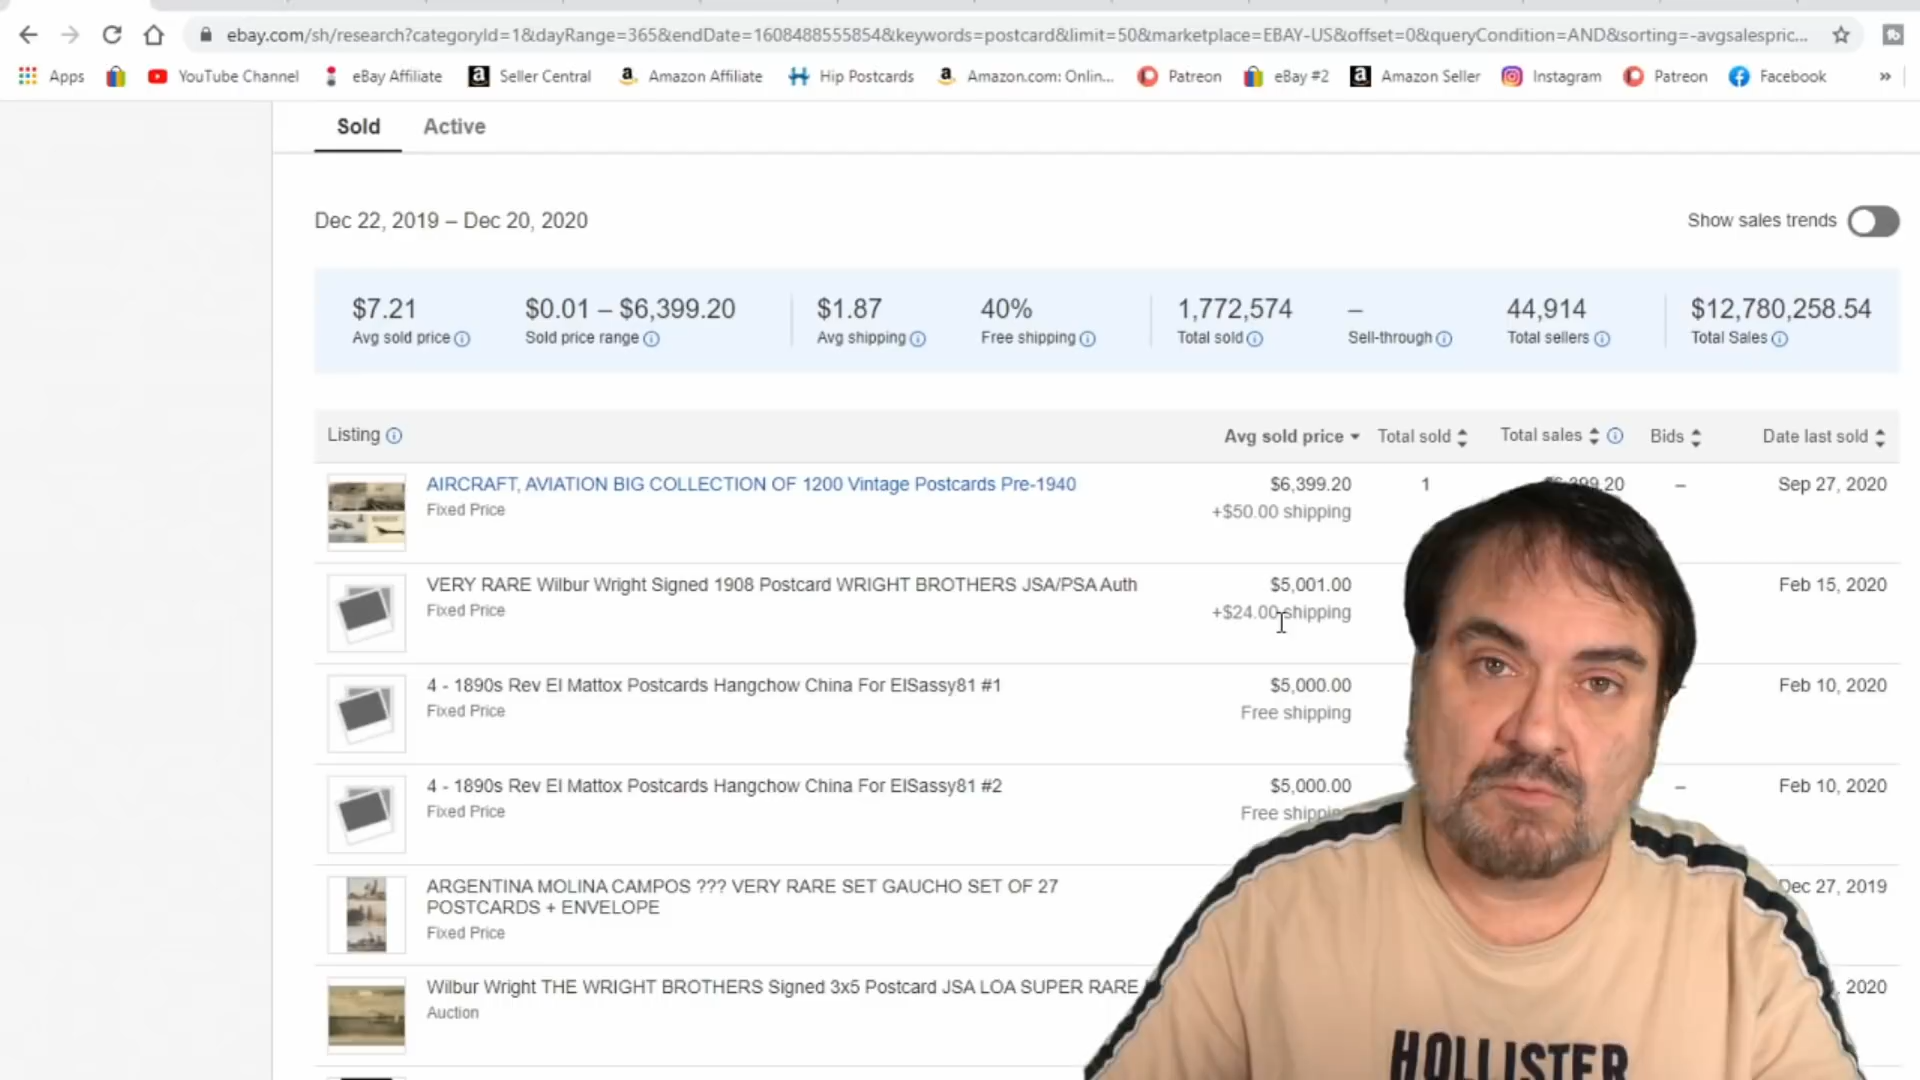 ebay.com/sh/research?categoryId=1&dayRange=365&endDate=1608488555854&keywords=postcard&limit=50&marketplace=EBAY-US&offset=0&queryCondition=AND&sorting=-avgsalespric...
Apps YouTube Channel eBay Affiliate Seller Central Amazon Affiliate Hip Postcards Amazon.com: Onlin... Patreon eBay #2 Amazon Seller Instagram Patreon Facebook »
Sold Active
Dec 22, 2019 – Dec 20, 2020 Show sales trends
$7.21 $0.01 – $6,399.20 $1.87 40% 1,772,574 – 44,914 $12,780,258.54
Avg sold price Sold price range Avg shipping Free shipping Total sold Sell-through Total sellers Total Sales
Listing Avg sold price Total sold Total sales Bids Date last sold
AIRCRAFT, AVIATION BIG COLLECTION OF 1200 Vintage Postcards Pre-1940 $6,399.20 1 – Sep 27, 2020
Fixed Price +$50.00 shipping
VERY RARE Wilbur Wright Signed 1908 Postcard WRIGHT BROTHERS JSA/PSA Auth $5,001.00 Feb 15, 2020
Fixed Price +$24.00 shipping
4 - 1890s Rev El Mattox Postcards Hangchow China For ElSassy81 #1 $5,000.00 Feb 10, 2020
Fixed Price Free shipping
4 - 1890s Rev El Mattox Postcards Hangchow China For ElSassy81 #2 $5,000.00 – Feb 10, 2020
Fixed Price Free
ARGENTINA MOLINA CAMPOS ??? VERY RARE SET GAUCHO SET OF 27 Dec 27, 2019
POSTCARDS + ENVELOPE
Fixed Price
Wilbur Wright THE WRIGHT BROTHERS Signed 3x5 Postcard JSA LOA SUPER RARE 2020
Auction
HOLLISTER